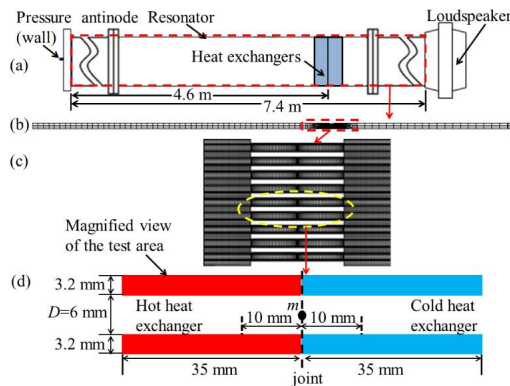 Pressure antinode
(wall)
Resonator
Loudspeaker
Heat exchangers
(a)
4.6 m
7.4 m
(b)
(c)
Magnified view
of the test area
(d)
3.2 mm
D=6 mm
3.2 mm
Hot heat
exchanger
m
10 mm
10 mm
Cold heat
exchanger
35 mm
35 mm
joint